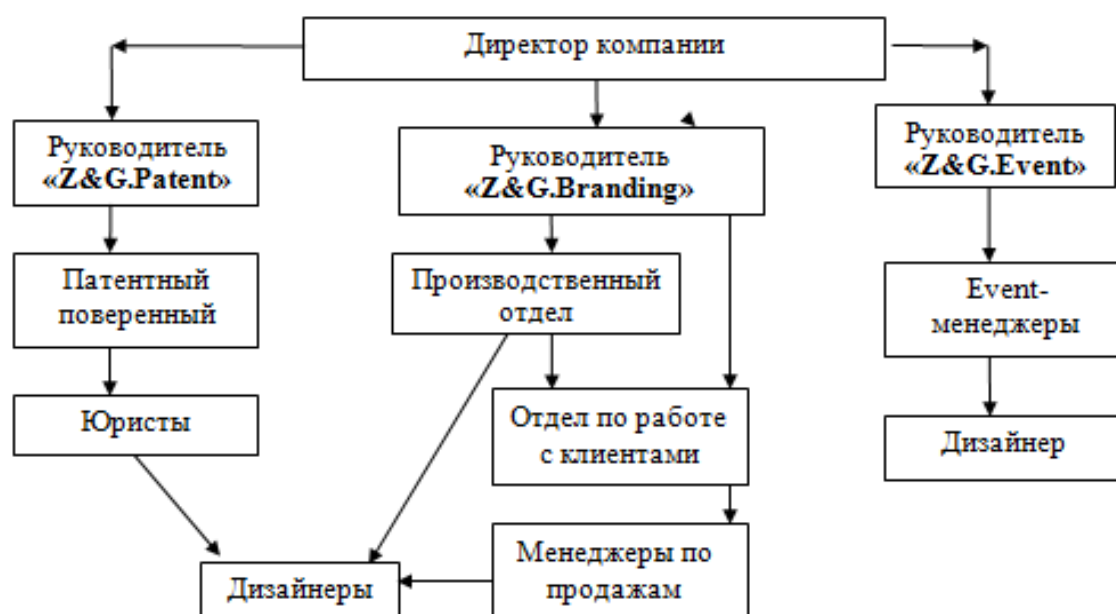 Директор компании
Руководитель
«Z&G.Patent»
Руководитель
«Z&G.Branding»
Руководитель
«Z&G.Event»
Патентный
поверенный
Производственный
отдел
Event-
менеджеры
Юристы
Отдел по работе
с клиентами
Дизайнер
Дизайнеры
Менеджеры по
продажам